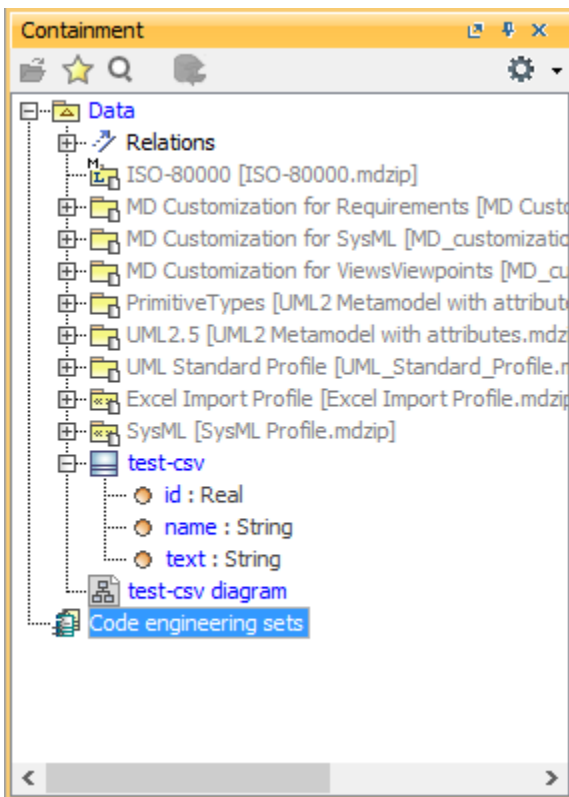 Containment
Data
Relations
ISO-80000 [ISO-80000.mdzip]
MD Customization for Requirements [MD Custo
MD Customization for SysML [MD_customizatio
MD Customization for ViewsViewpoints [MD_cu
PrimitiveTypes [UML2 Metamodel with attribut
UML2.5 [UML2 Metamodel with attributes.mdz
UML Standard Profile [UML_Standard_Profile.m
Excel Import Profile [Excel Import Profile.mdzip
SysML [SysML Profile.mdzip]
test-csv
id : Real
name : String
text : String
test-csv diagram
Code engineering sets